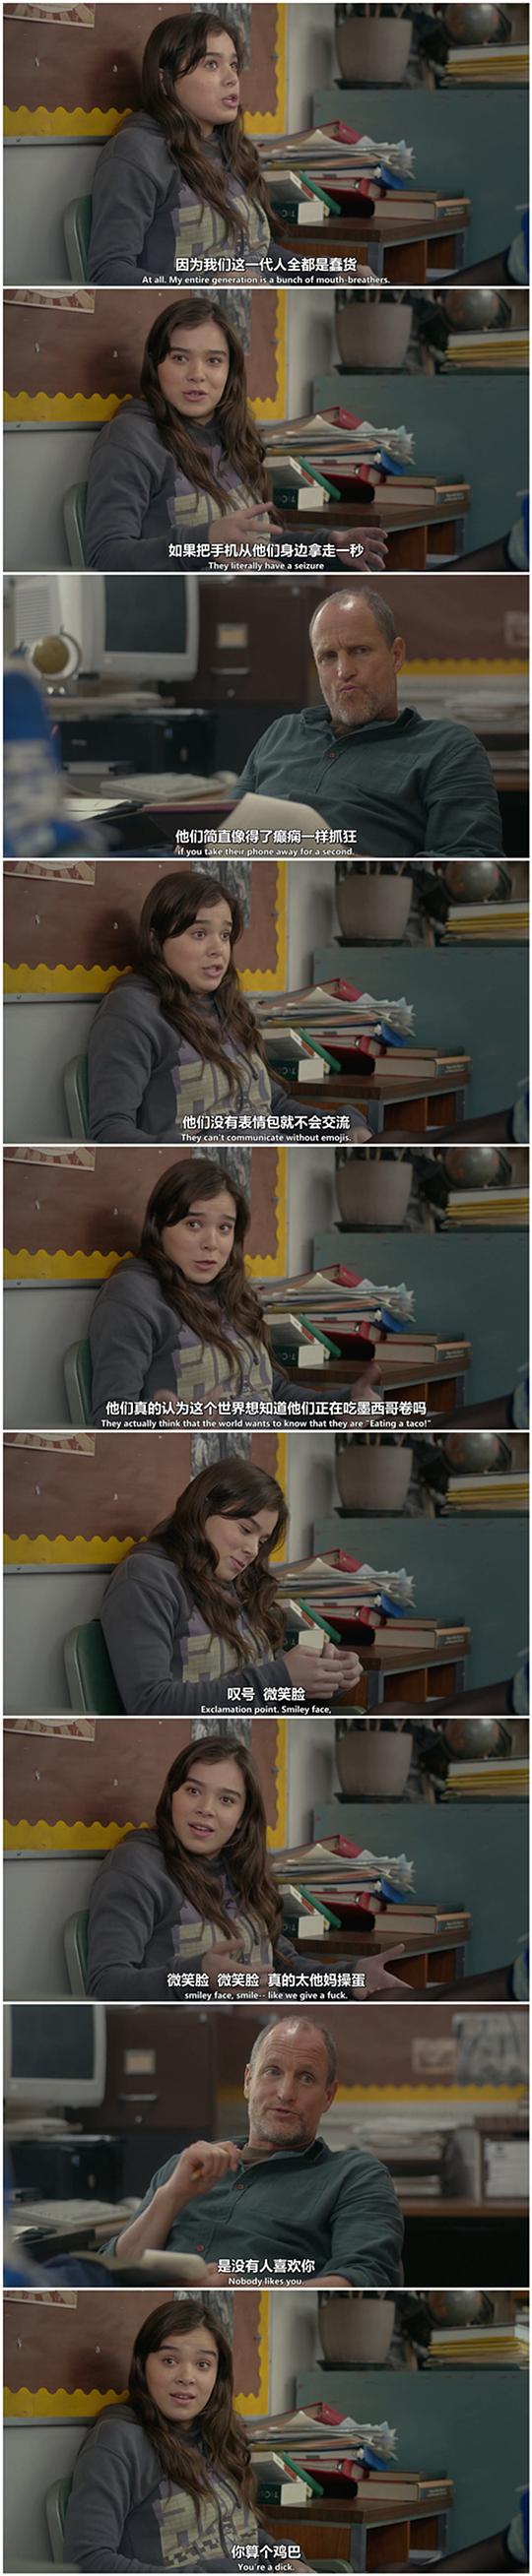 因为我们这一代人全都是蠢货
At all. My entire generation is a bunch of mouth-breathers.
如果把手机从他们身边拿走一秒
They literally have a seizure
他们简直像得了癫痫一样抓狂
if you take their phone away for a second.
他们没有表情包就不会交流
They can't communicate without emojis.
他们真的认为这个世界想知道他们正在吃墨西哥卷吗
They actually think that the world wants to know that they are "Eating a taco!"
叹号 微笑脸
Exclamation point. Smiley face,
微笑脸 微笑脸 真的太他妈操蛋
smiley face, smile-- like we give a fuck.
是没有人喜欢你
Nobody likes you.
你算个鸡巴
You're a dick.